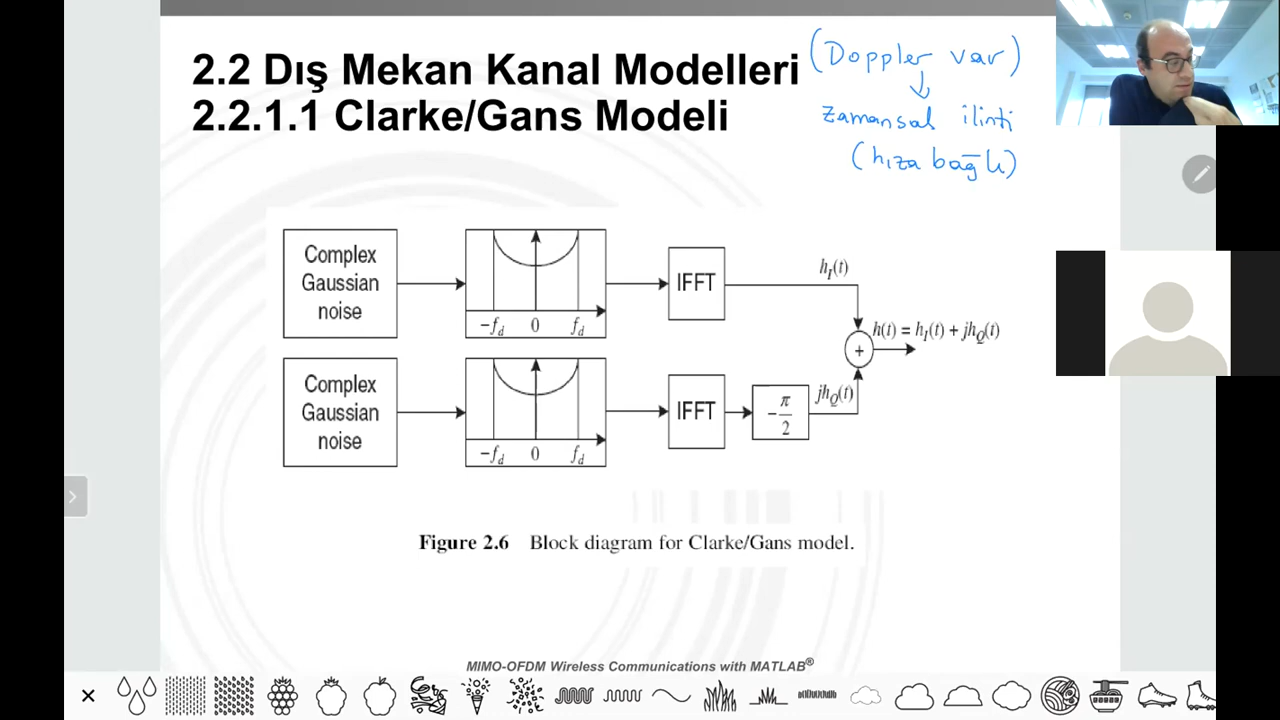 2.2 Dış Mekan Kanal Modelleri
2.2.1.1 Clarke/Gans Modeli
(Doppler var)
zamansal ilinti
(hıza bağlı)
Complex
Gaussian
noise
−f_d 0 f_d
IFFT
h_I(t)
h(t) = h_I(t) + jh_Q(t)
+
Complex
Gaussian
noise
−f_d 0 f_d
IFFT
−π/2
jh_Q(t)
Figure 2.6 Block diagram for Clarke/Gans model.
MIMO-OFDM Wireless Communications with MATLAB®